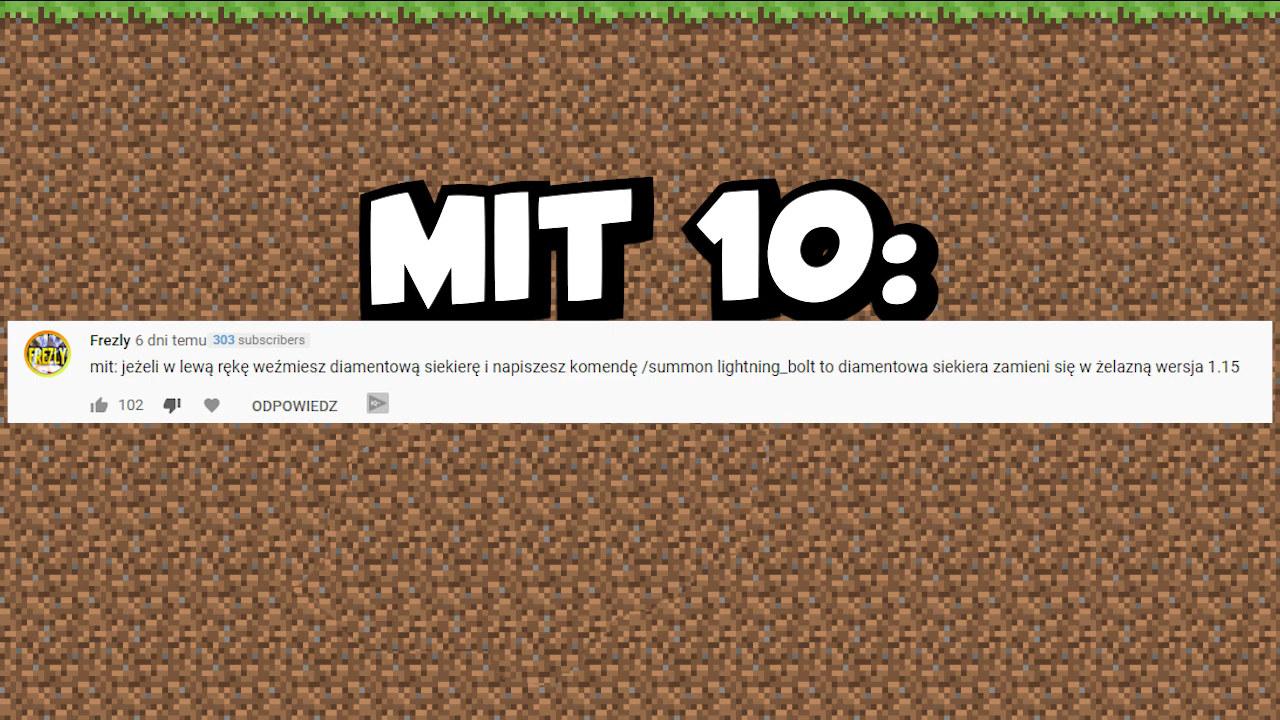 MIT 10:
FREZLY
Frezly 6 dni temu 303 subscribers
mit: jeżeli w lewą rękę weźmiesz diamentową siekierę i napiszesz komendę /summon lightning_bolt to diamentowa siekiera zamieni się w żelazną wersja 1.15
102 ODPOWIEDZ